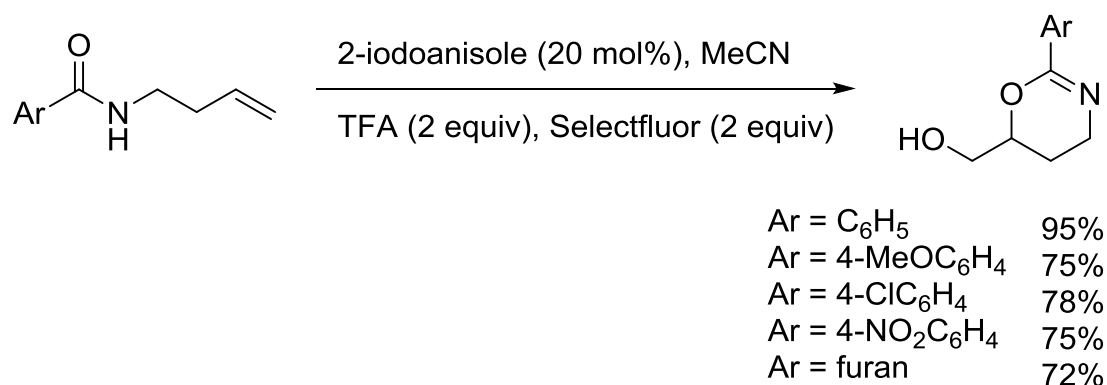 O
Ar
N
H
2-iodoanisole (20 mol%), MeCN
TFA (2 equiv), Selectfluor (2 equiv)
Ar
O
N
HO
Ar = C₆H₅ 95%
Ar = 4-MeOC₆H₄ 75%
Ar = 4-ClC₆H₄ 78%
Ar = 4-NO₂C₆H₄ 75%
Ar = furan 72%